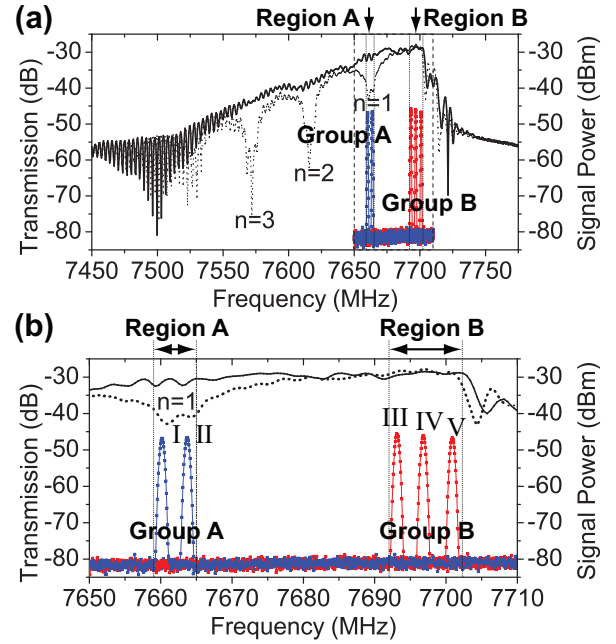 (a)
Region A Region B
Transmission (dB)
-30
-40
-50
-60
-70
-80
Signal Power (dBm)
-30
-40
-50
-60
-70
-80
n=1
Group A
n=2
Group B
n=3
7450 7500 7550 7600 7650 7700 7750
Frequency (MHz)
(b)
Region A Region B
Transmission (dB)
-30
-40
-50
-60
-70
-80
Signal Power (dBm)
-30
-40
-50
-60
-70
-80
n=1
I II III IV V
Group A Group B
7650 7660 7670 7680 7690 7700 7710
Frequency (MHz)